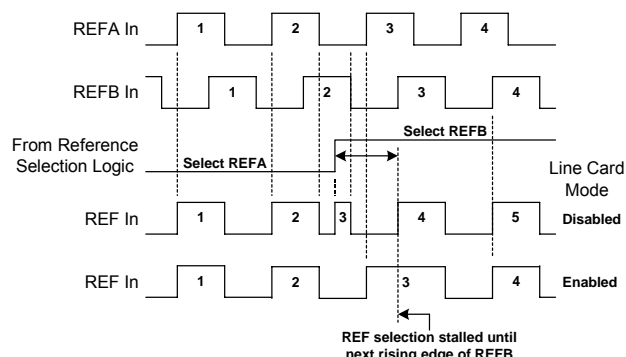 REFA In 1 2 3 4
REFB In 1 2 3 4
From Reference
Selection Logic
Select REFA
Select REFB
Line Card
Mode
REF In 1 2 3 4 5 Disabled
REF In 1 2 3 4 Enabled
REF selection stalled until
next rising edge of REFB